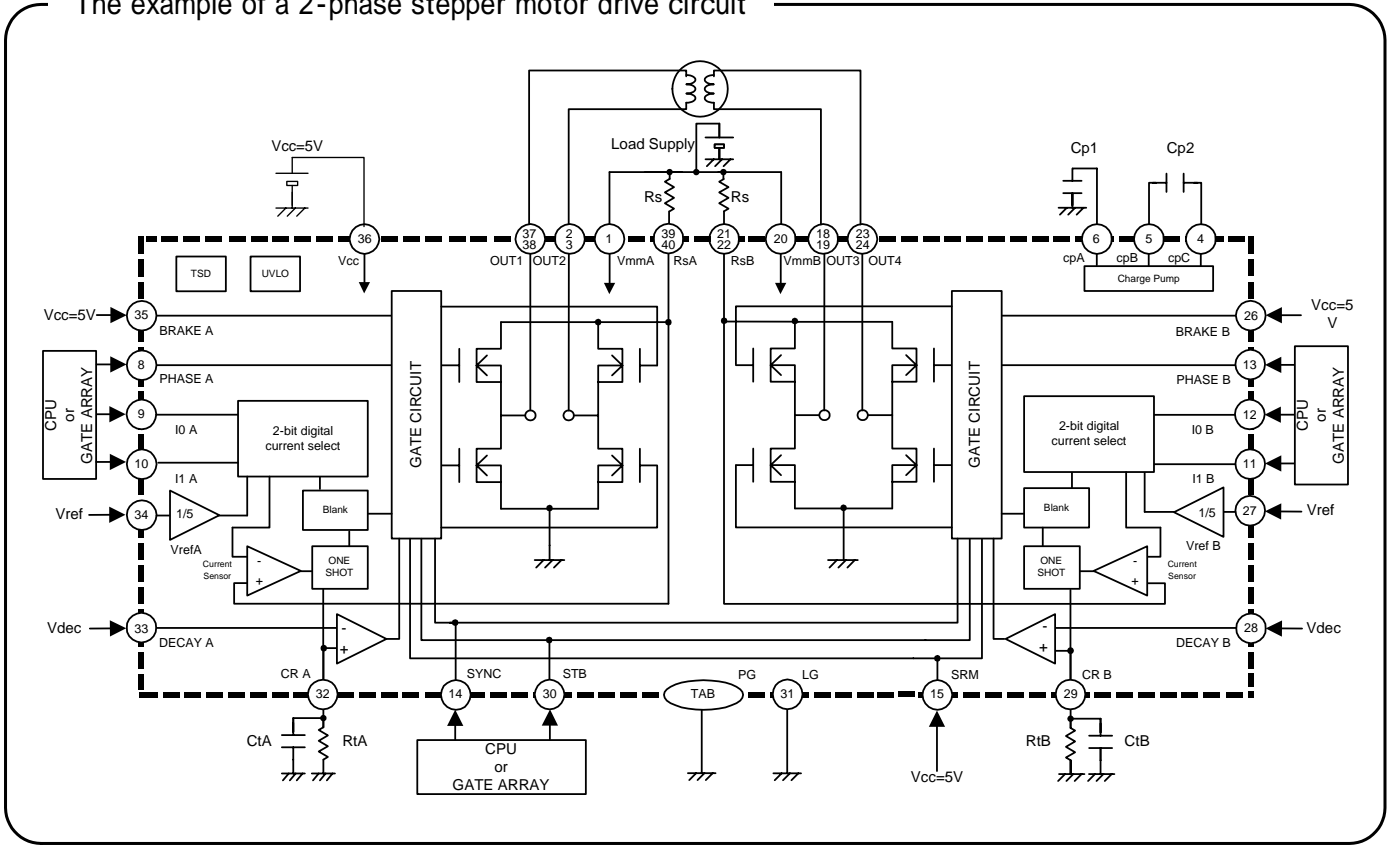 The example of a 2-phase stepper motor drive circuit
Vcc=5V
Load Supply
Rs
Rs
Cp1
Cp2
36
37
38
2
3
1
39
40
21
22
20
18
19
23
24
6
5
4
Vcc
OUT1
OUT2
VmmA
RsA
RsB
VmmB
OUT3
OUT4
cpA
cpB
cpC
Charge Pump
TSD
UVLO
Vcc=5V
35
BRAKE A
26
BRAKE B
Vcc=5
V
CPU
or
GATE ARRAY
8
PHASE A
9
I0 A
10
I1 A
2-bit digital
current select
Blank
GATE CIRCUIT
GATE CIRCUIT
2-bit digital
current select
Blank
13
PHASE B
12
I0 B
11
I1 B
CPU
or
GATE ARRAY
Vref
34
1/5
VrefA
Current
Sensor
-
+
ONE
SHOT
ONE
SHOT
-
+
Current
Sensor
1/5
Vref B
27
Vref
Vdec
33
DECAY A
-
+
-
+
DECAY B
28
Vdec
CR A
32
SYNC
14
STB
30
TAB
PG
31
LG
15
SRM
29
CR B
CtA
RtA
CPU
or
GATE ARRAY
Vcc=5V
RtB
CtB